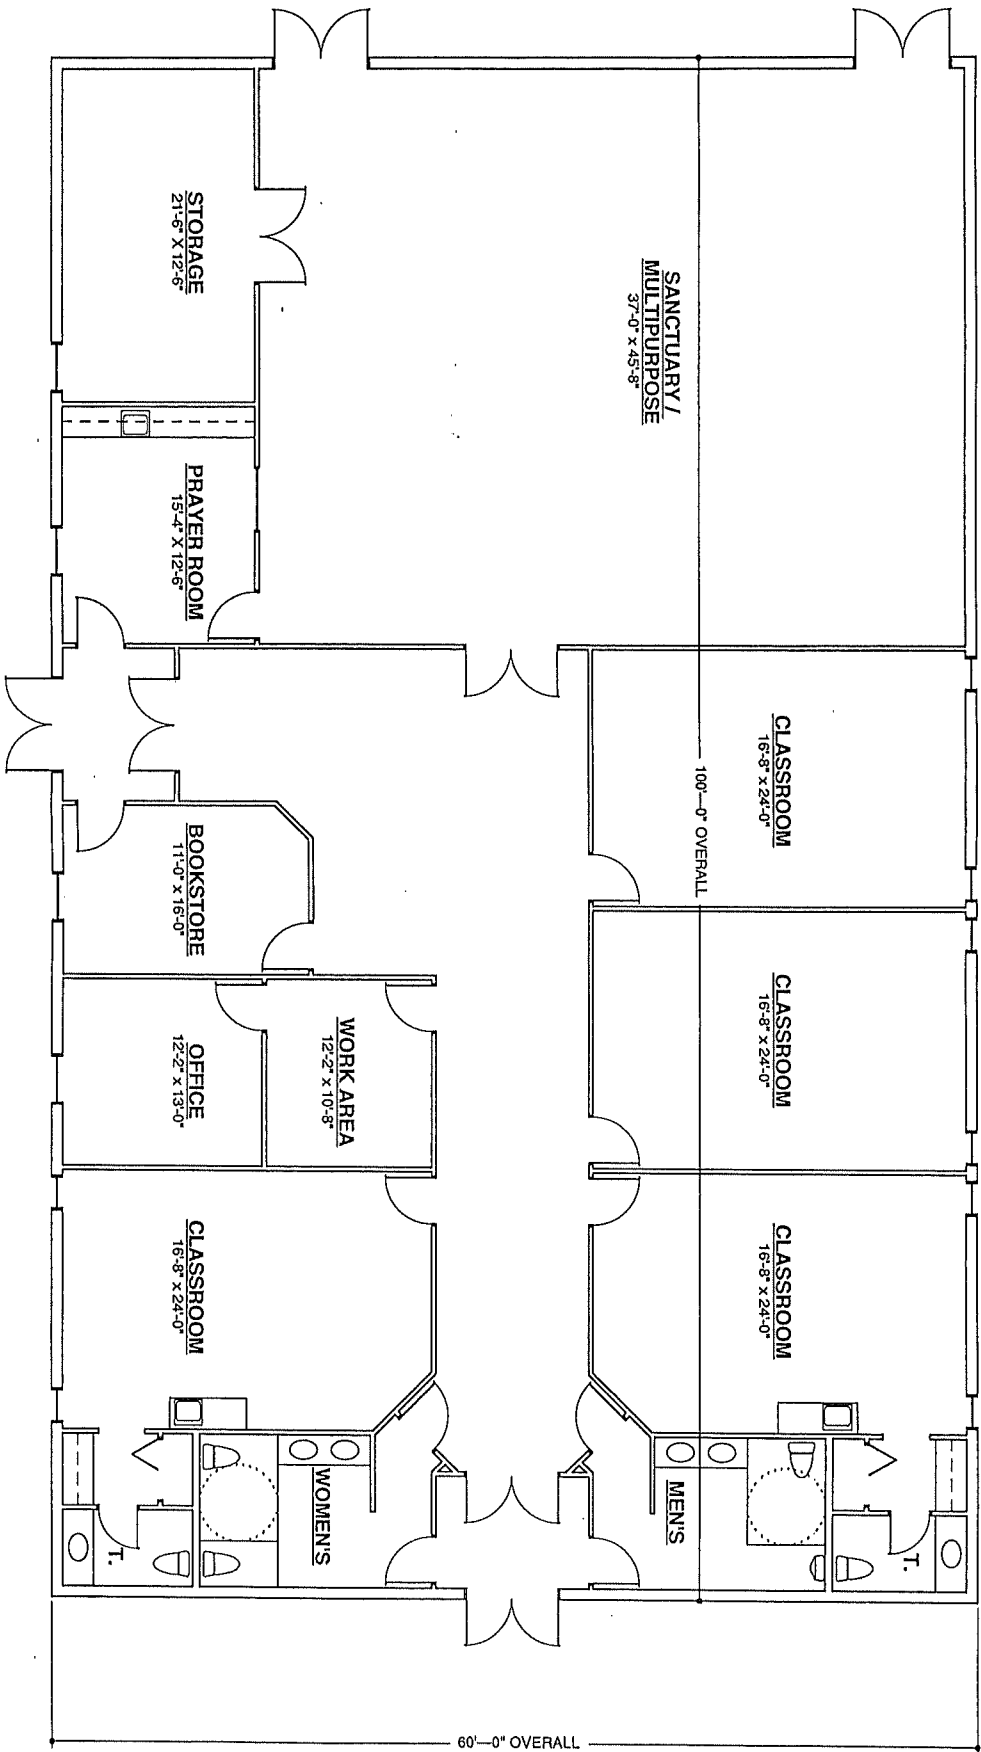 STORAGE
21'-6" X 12'-6"
SANCTUARY /
MULTIPURPOSE
37'-0" x 45'-8"
PRAYER ROOM
15'-4" X 12'-6"
CLASSROOM
16'-8" x 24'-0"
100'-0" OVERALL
BOOKSTORE
11'-0" x 16'-0"
CLASSROOM
16'-8" x 24'-0"
OFFICE
12'-2" x 13'-0"
WORK AREA
12'-2" x 10'-8"
CLASSROOM
16'-8" x 24'-0"
CLASSROOM
16'-8" x 24'-0"
WOMEN'S
MEN'S
T.
T.
60'-0" OVERALL